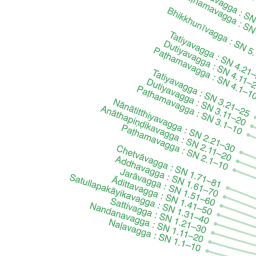 vagga : SN
hamavagga : SN
Bhikkhunīvagga : SN 5.
Tatiyavagga : SN 4.21–
Dutiyavagga : SN 4.11–2
Paṭhamavagga : SN 4.1–10
Tatiyavagga : SN 3.21–25
Dutiyavagga : SN 3.11–20
Paṭhamavagga : SN 3.1–10
Nānātitthiyavagga : SN 2.21–30
Anāthapiṇḍikavagga : SN 2.11–20
Paṭhamavagga : SN 2.1–10
Chetvāvagga : SN 1.71–81
Addhavagga : SN 1.61–70
Jarāvagga : SN 1.51–60
Ādittavagga : SN 1.41–50
Satullapakāyikavagga : SN 1.31–40
Sattivagga : SN 1.21–30
Nandanavagga : SN 1.11–20
Naḷavagga : SN 1.1–10